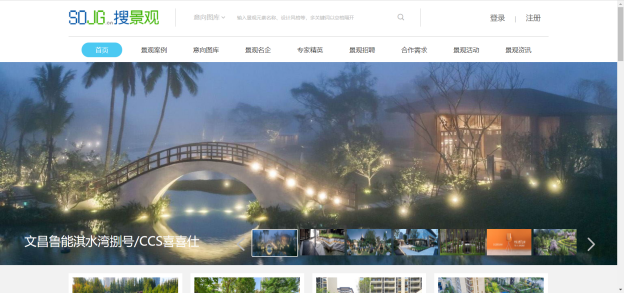 SOJG.com搜景观
意向图库
输入景观元素名称、设计风格等，多关键词以空格隔开
登录 | 注册
首页 景观案例 意向图库 景观名企 专家精英 景观招聘 合作需求 景观活动 景观资讯
文昌鲁能淇水湾捌号/CCS喜喜仕